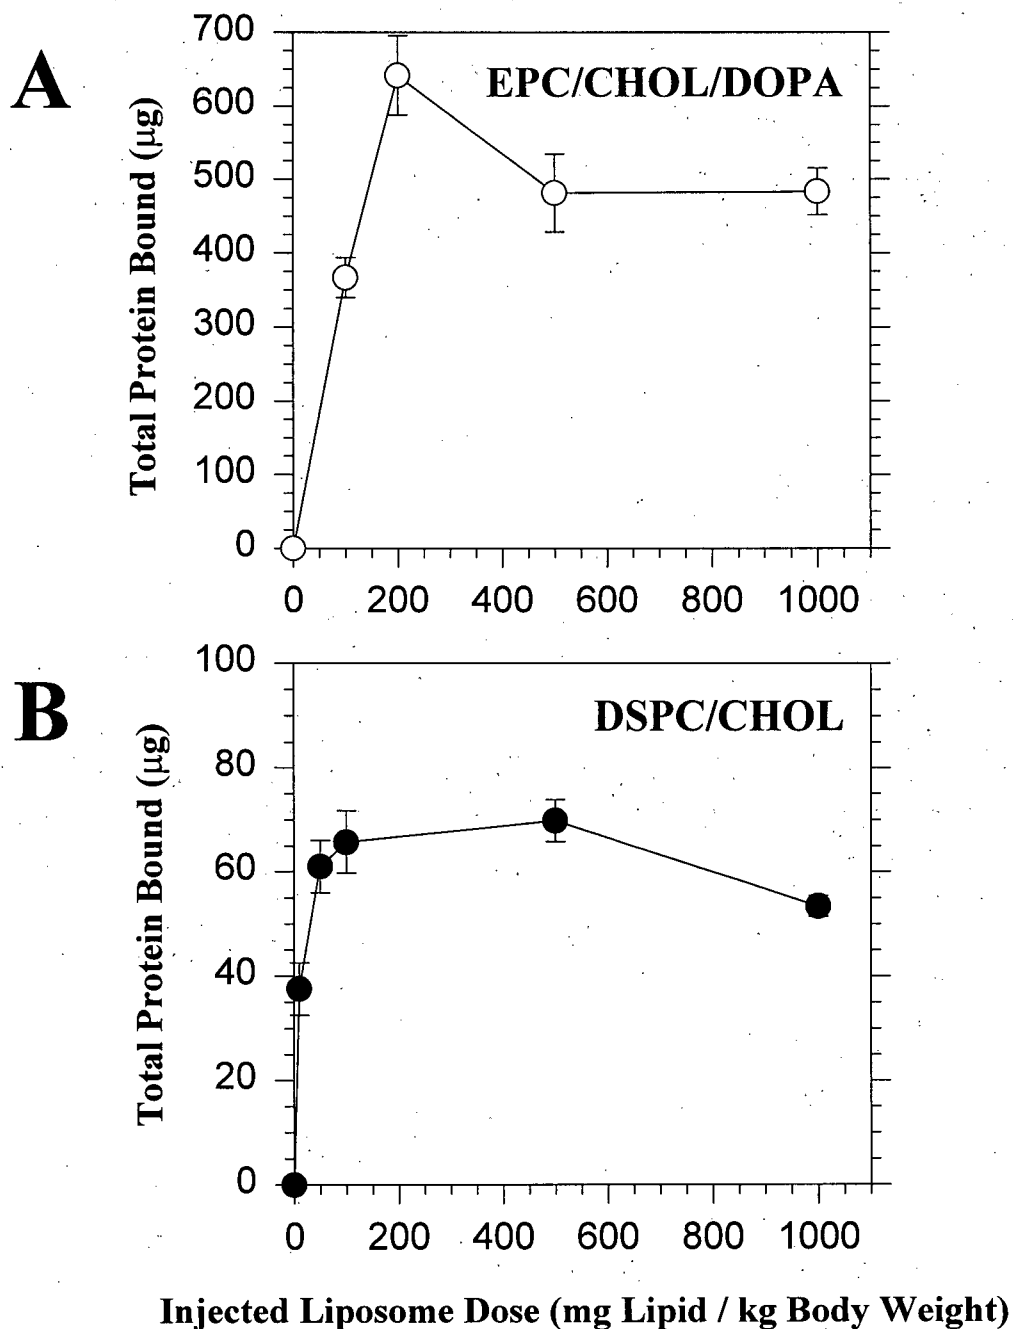 A
EPC/CHOL/DOPA
Total Protein Bound (µg)
700
600
500
400
300
200
100
0
0 200 400 600 800 1000
B
DSPC/CHOL
Total Protein Bound (µg)
100
80
60
40
20
0
0 200 400 600 800 1000
Injected Liposome Dose (mg Lipid / kg Body Weight)